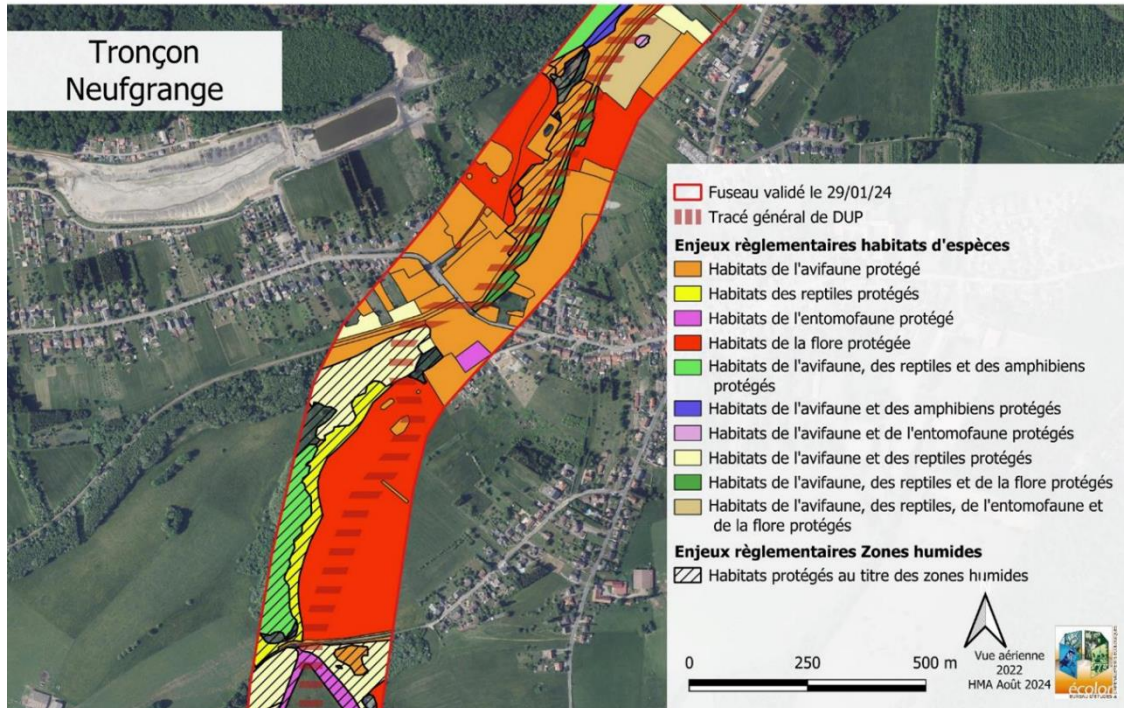 Tronçon
Neufgrange
Fuseau validé le 29/01/24
Tracé général de DUP
Enjeux règlementaires habitats d'espèces
Habitats de l'avifaune protégé
Habitats des reptiles protégés
Habitats de l'entomofaune protégé
Habitats de la flore protégée
Habitats de l'avifaune, des reptiles et des amphibiens
protégés
Habitats de l'avifaune et des amphibiens protégés
Habitats de l'avifaune et de l'entomofaune protégés
Habitats de l'avifaune et des reptiles protégés
Habitats de l'avifaune, des reptiles et de la flore protégés
Habitats de l'avifaune, des reptiles, de l'entomofaune et
de la flore protégés
Enjeux règlementaires Zones humides
Habitats protégés au titre des zones humides
0 250 500 m
Vue aérienne
2022
HMA Août 2024
écolor